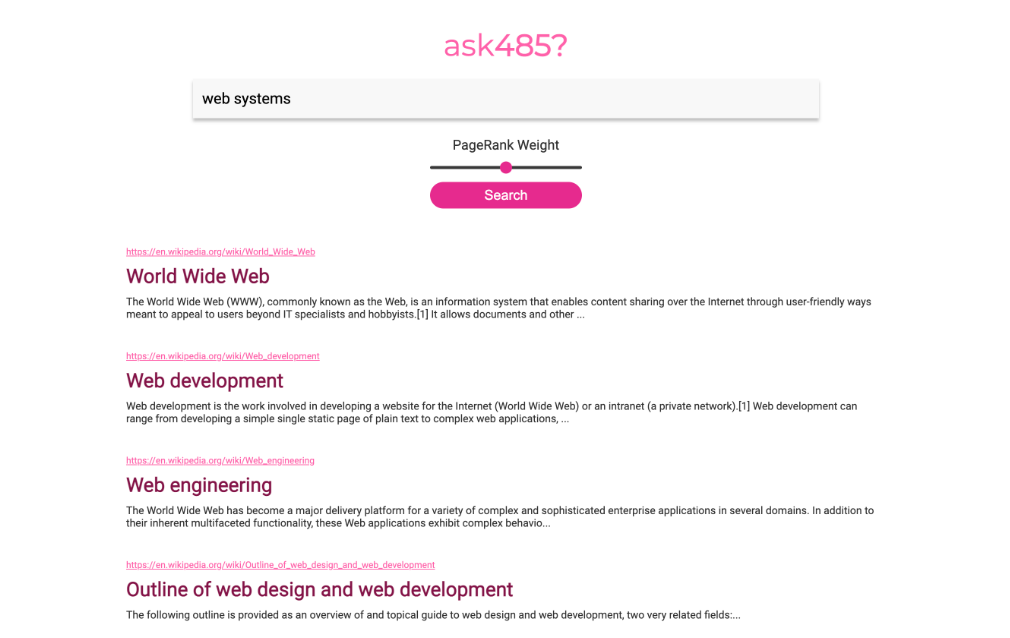 ask485?
web systems
PageRank Weight
Search
https://en.wikipedia.org/wiki/World_Wide_Web
World Wide Web
The World Wide Web (WWW), commonly known as the Web, is an information system that enables content sharing over the Internet through user-friendly ways
meant to appeal to users beyond IT specialists and hobbyists.[1] It allows documents and other ...
https://en.wikipedia.org/wiki/Web_development
Web development
Web development is the work involved in developing a website for the Internet (World Wide Web) or an intranet (a private network).[1] Web development can
range from developing a simple single static page of plain text to complex web applications, ...
https://en.wikipedia.org/wiki/Web_engineering
Web engineering
The World Wide Web has become a major delivery platform for a variety of complex and sophisticated enterprise applications in several domains. In addition to
their inherent multifaceted functionality, these Web applications exhibit complex behavio...
https://en.wikipedia.org/wiki/Outline_of_web_design_and_web_development
Outline of web design and web development
The following outline is provided as an overview of and topical guide to web design and web development, two very related fields:...